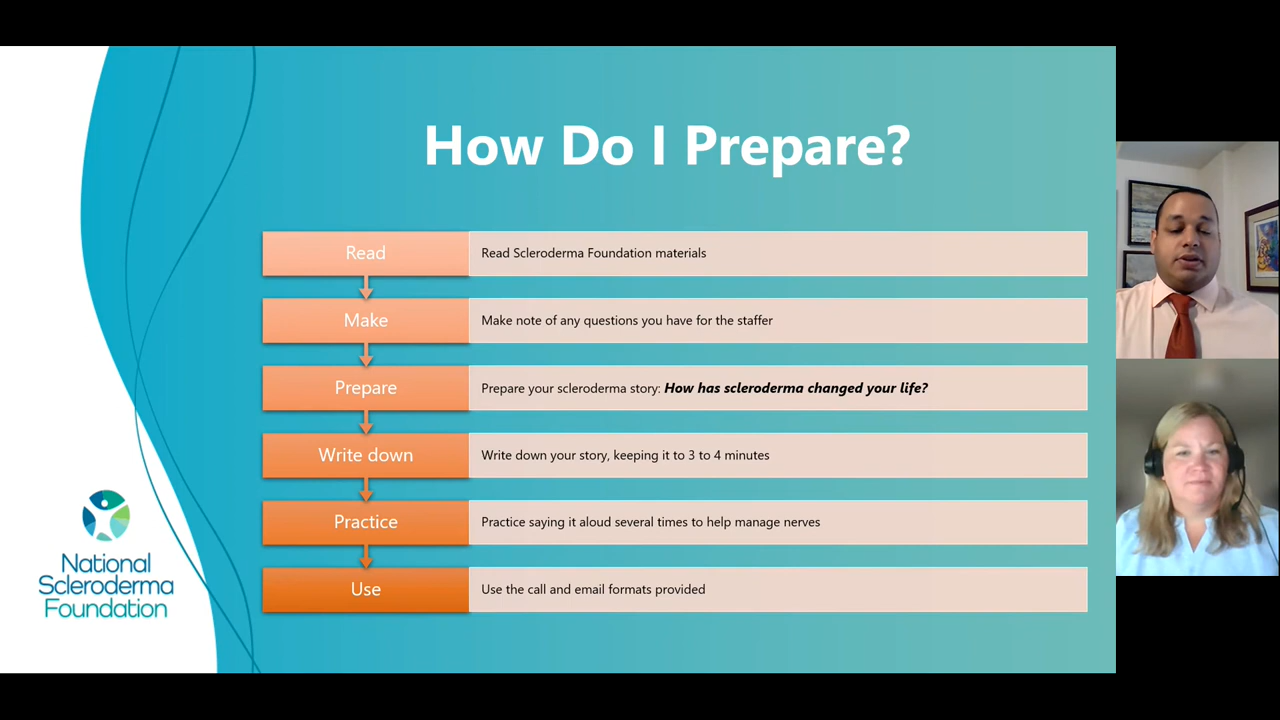 How Do I Prepare?
Read
Read Scleroderma Foundation materials
Make
Make note of any questions you have for the staffer
Prepare
Prepare your scleroderma story: How has scleroderma changed your life?
Write down
Write down your story, keeping it to 3 to 4 minutes
Practice
Practice saying it aloud several times to help manage nerves
Use
Use the call and email formats provided
National
Scleroderma
Foundation